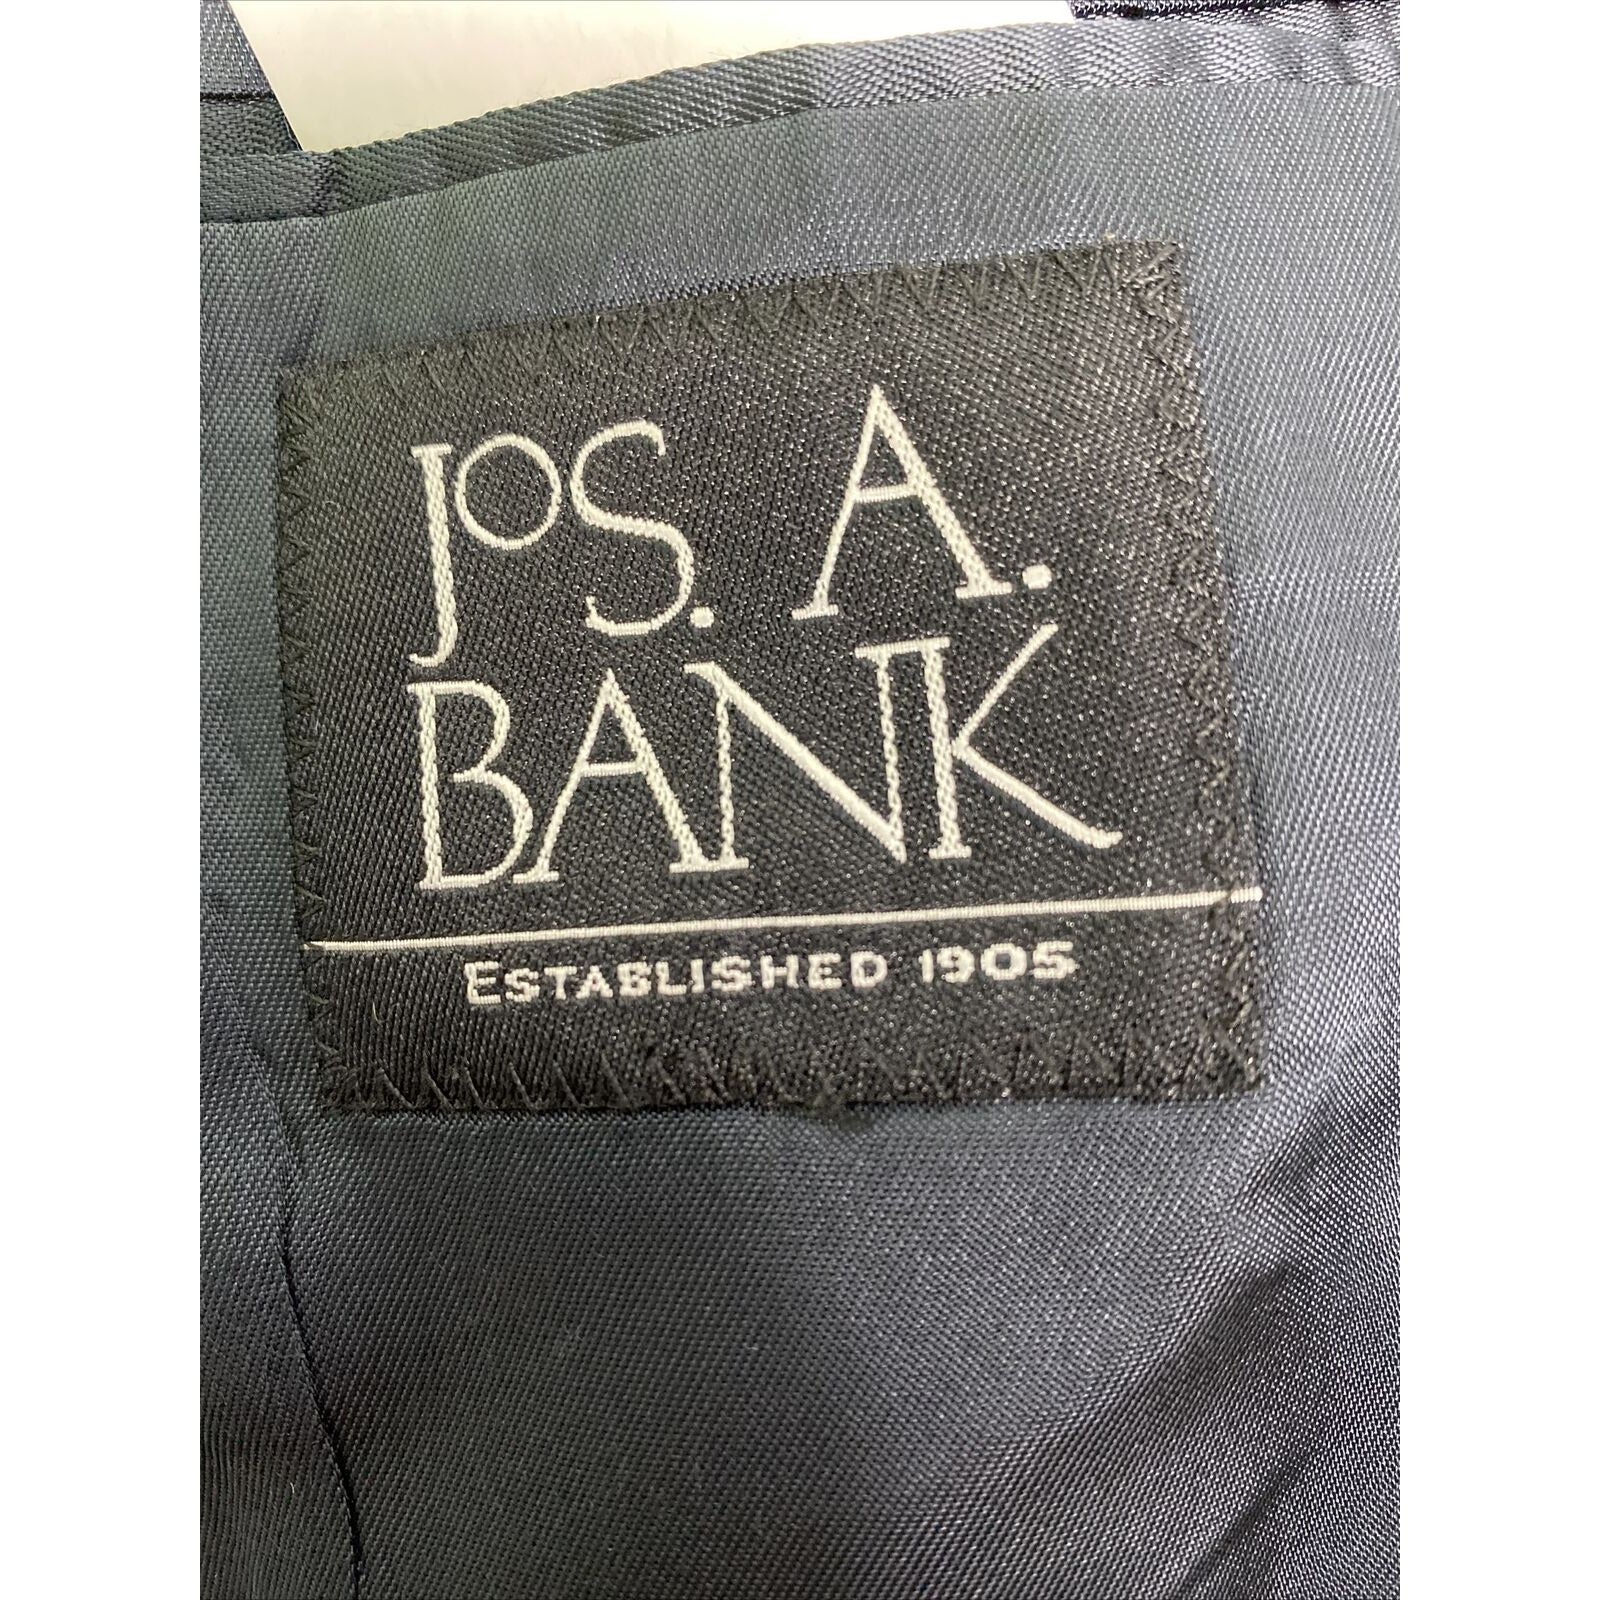 JOS. A.
BANK
ESTABLISHED 1905